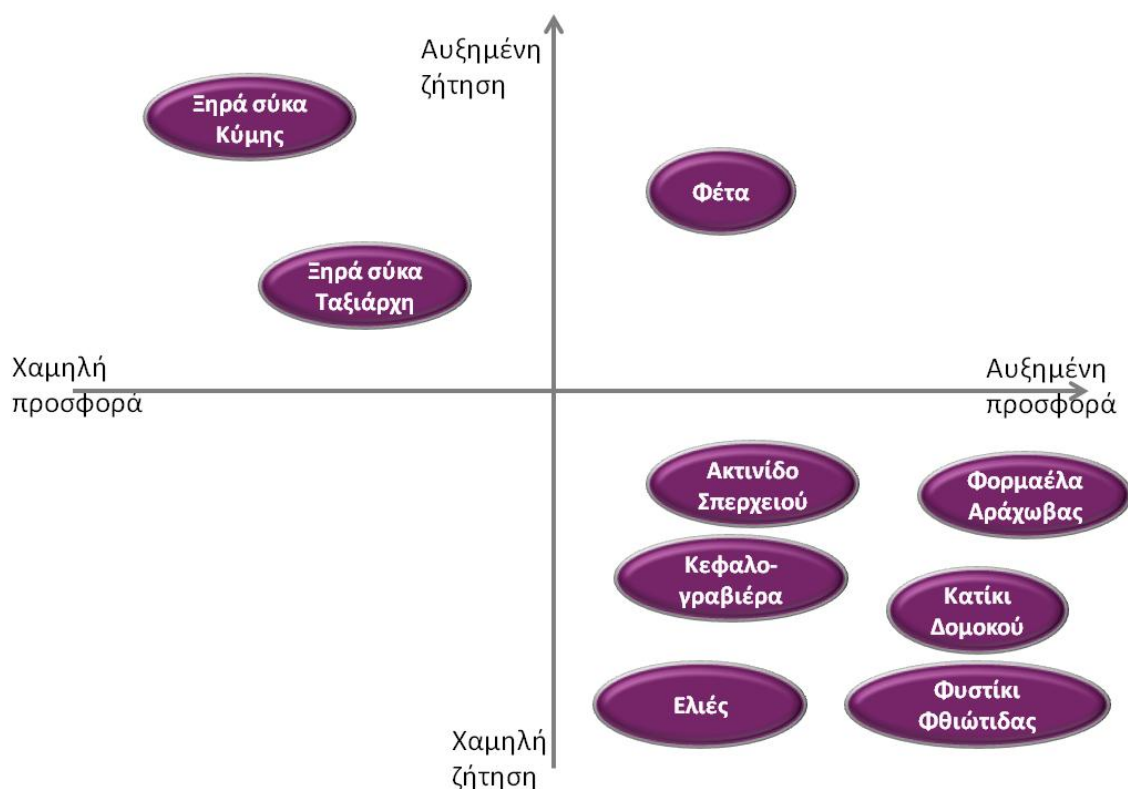 Αυξημένη
ζήτηση
Ξηρά σύκα
Κύμης
Φέτα
Ξηρά σύκα
Ταξιάρχη
Χαμηλή
προσφορά
Αυξημένη
προσφορά
Ακτινίδο
Σπερχειού
Φορμαέλα
Αράχωβας
Κεφαλο-
γραβιέρα
Κατίκι
Δομοκού
Ελιές
Φυστίκι
Φθιώτιδας
Χαμηλή
ζήτηση